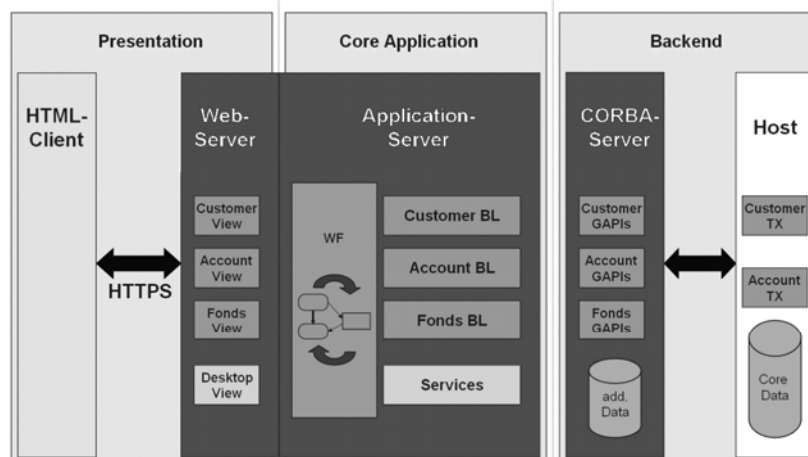 Presentation
Core Application
Backend
HTML-
Client
Web-
Server
Application-
Server
CORBA-
Server
Host
HTTPS
Customer
View
Account
View
Fonds
View
Desktop
View
WF
Customer BL
Account BL
Fonds BL
Services
Customer
GAPIs
Account
GAPIs
Fonds
GAPIs
add.
Data
Customer
TX
Account
TX
Core
Data